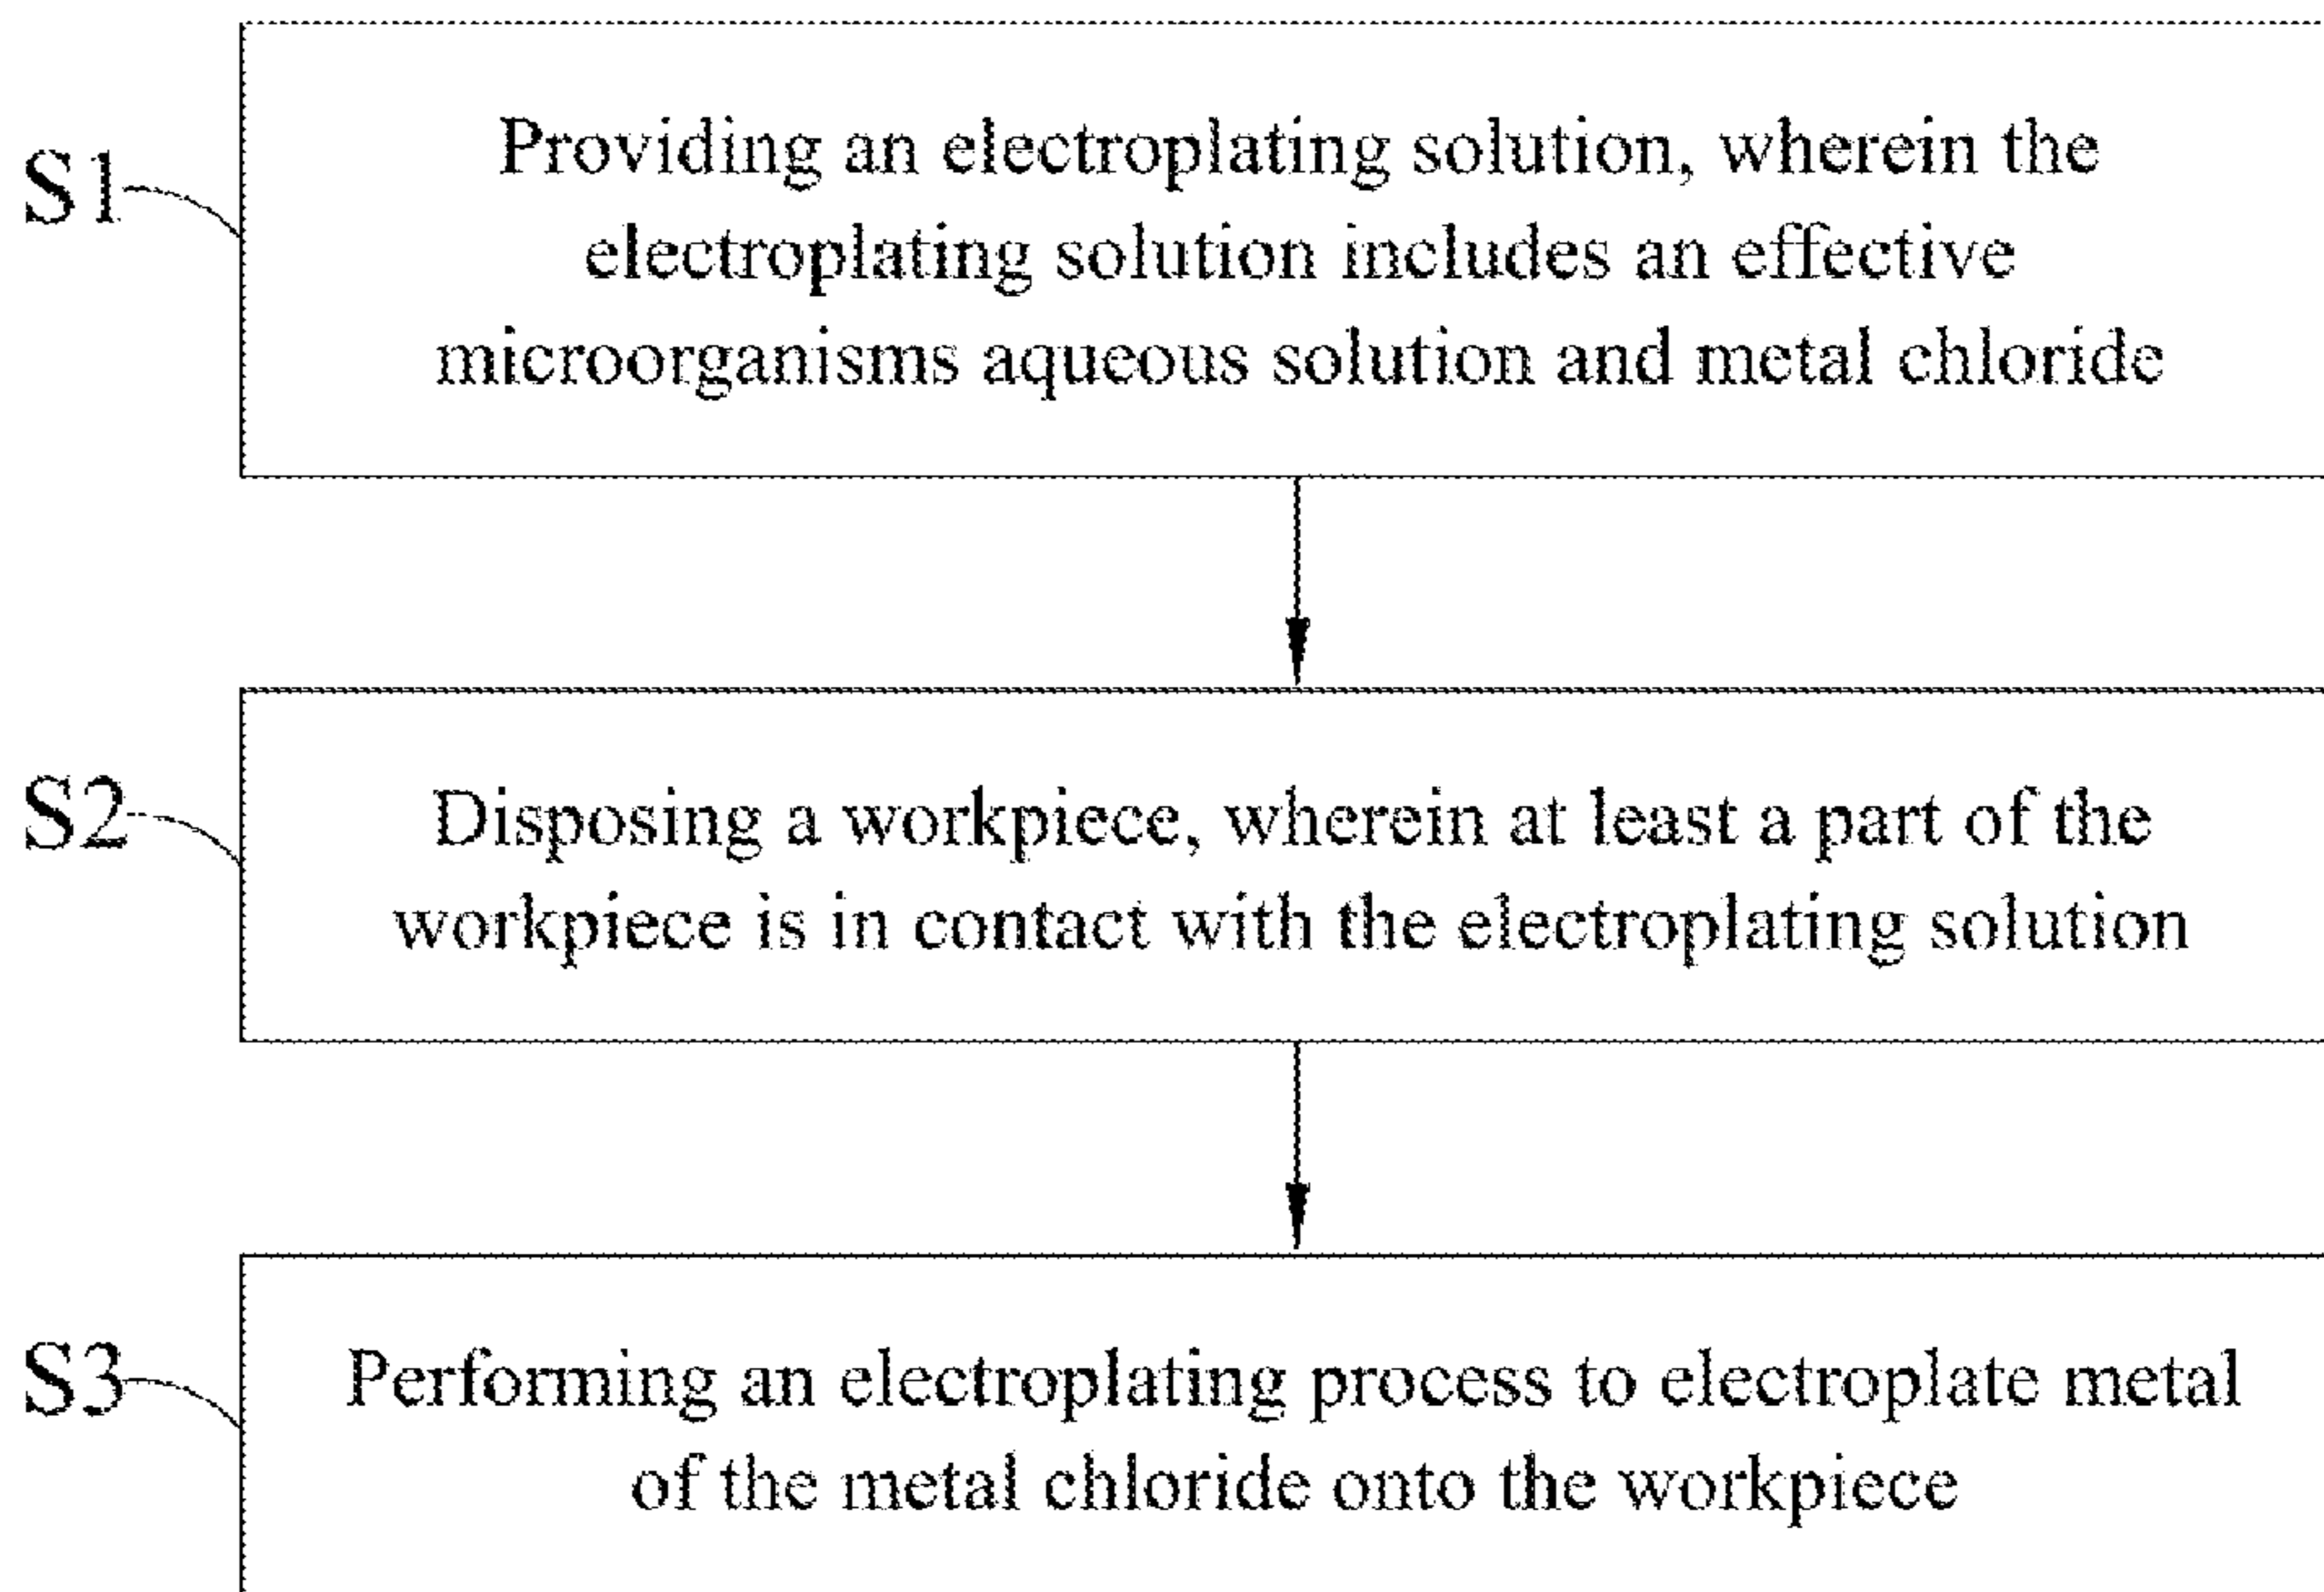 S1
Providing an electroplating solution, wherein the
electroplating solution includes an effective
microorganisms aqueous solution and metal chloride
S2
Disposing a workpiece, wherein at least a part of the
workpiece is in contact with the electroplating solution
S3
Performing an electroplating process to electroplate metal
of the metal chloride onto the workpiece